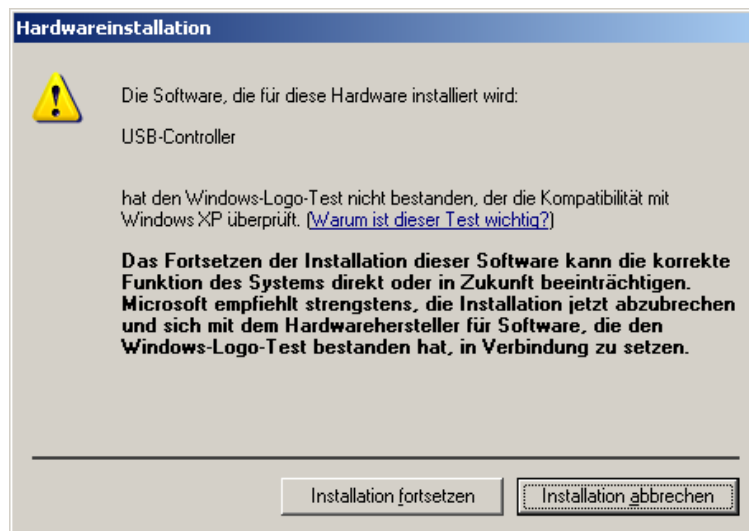 Hardwareinstallation
Die Software, die für diese Hardware installiert wird:
USB-Controller
hat den Windows-Logo-Test nicht bestanden, der die Kompatibilität mit
Windows XP überprüft. (Warum ist dieser Test wichtig?)
Das Fortsetzen der Installation dieser Software kann die korrekte
Funktion des Systems direkt oder in Zukunft beeinträchtigen.
Microsoft empfiehlt strengstens, die Installation jetzt abzubrechen
und sich mit dem Hardwarehersteller für Software, die den
Windows-Logo-Test bestanden hat, in Verbindung zu setzen.
Installation fortsetzen
Installation abbrechen